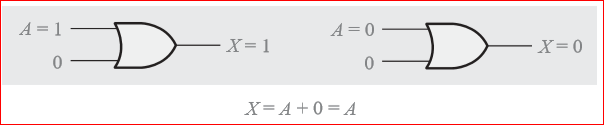 A = 1 X = 1 A = 0 X = 0
0 0
X = A + 0 = A